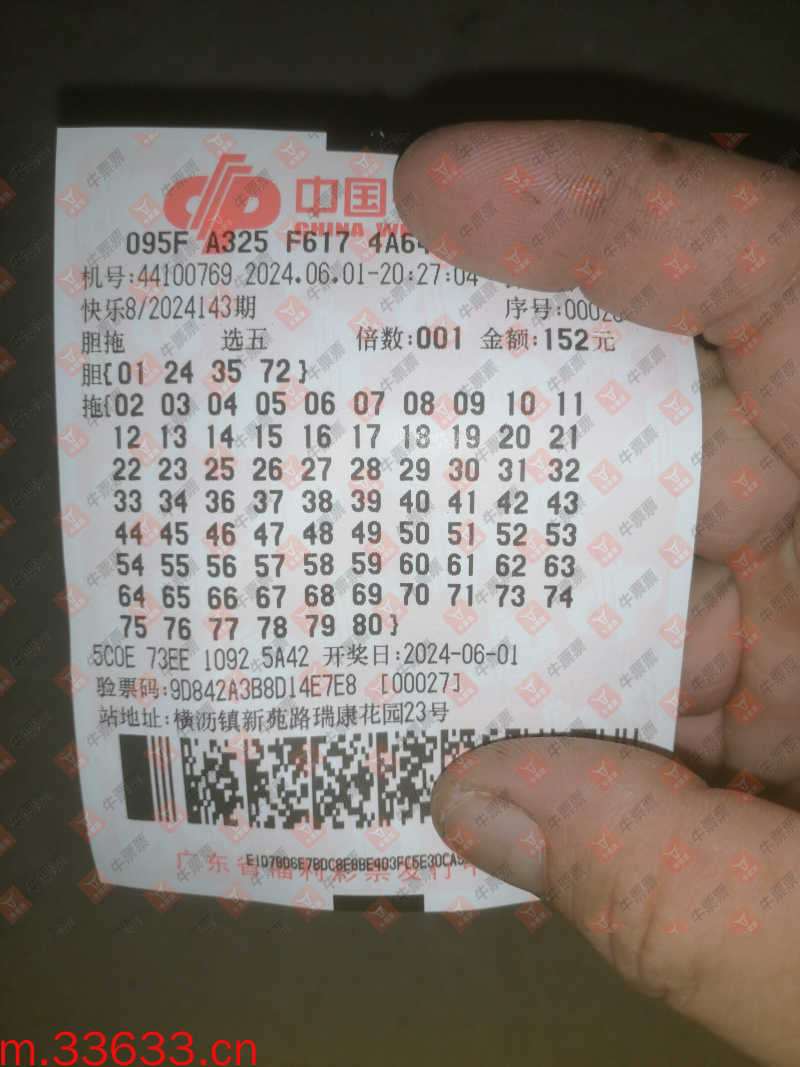 中国
CHINA WE
095F A325 F617 4A64
机号:44100769 2024.06.01-20:27:04
快乐8/2024143期 序号:00028
胆拖 选五 倍数:001 金额:152元
胆{01 24 35 72}
拖{02 03 04 05 06 07 08 09 10 11
12 13 14 15 16 17 18 19 20 21
22 23 25 26 27 28 29 30 31 32
33 34 36 37 38 39 40 41 42 43
44 45 46 47 48 49 50 51 52 53
54 55 56 57 58 59 60 61 62 63
64 65 66 67 68 69 70 71 73 74
75 76 77 78 79 80}
5C0E 73EE 1092 5A42 开奖日:2024-06-01
验票码:9D842A3B8D14E7E8 [00027]
站地址:横沥镇新苑路瑞康花园23号
广东省福利彩票发行中
牛票票
m.33633.cn